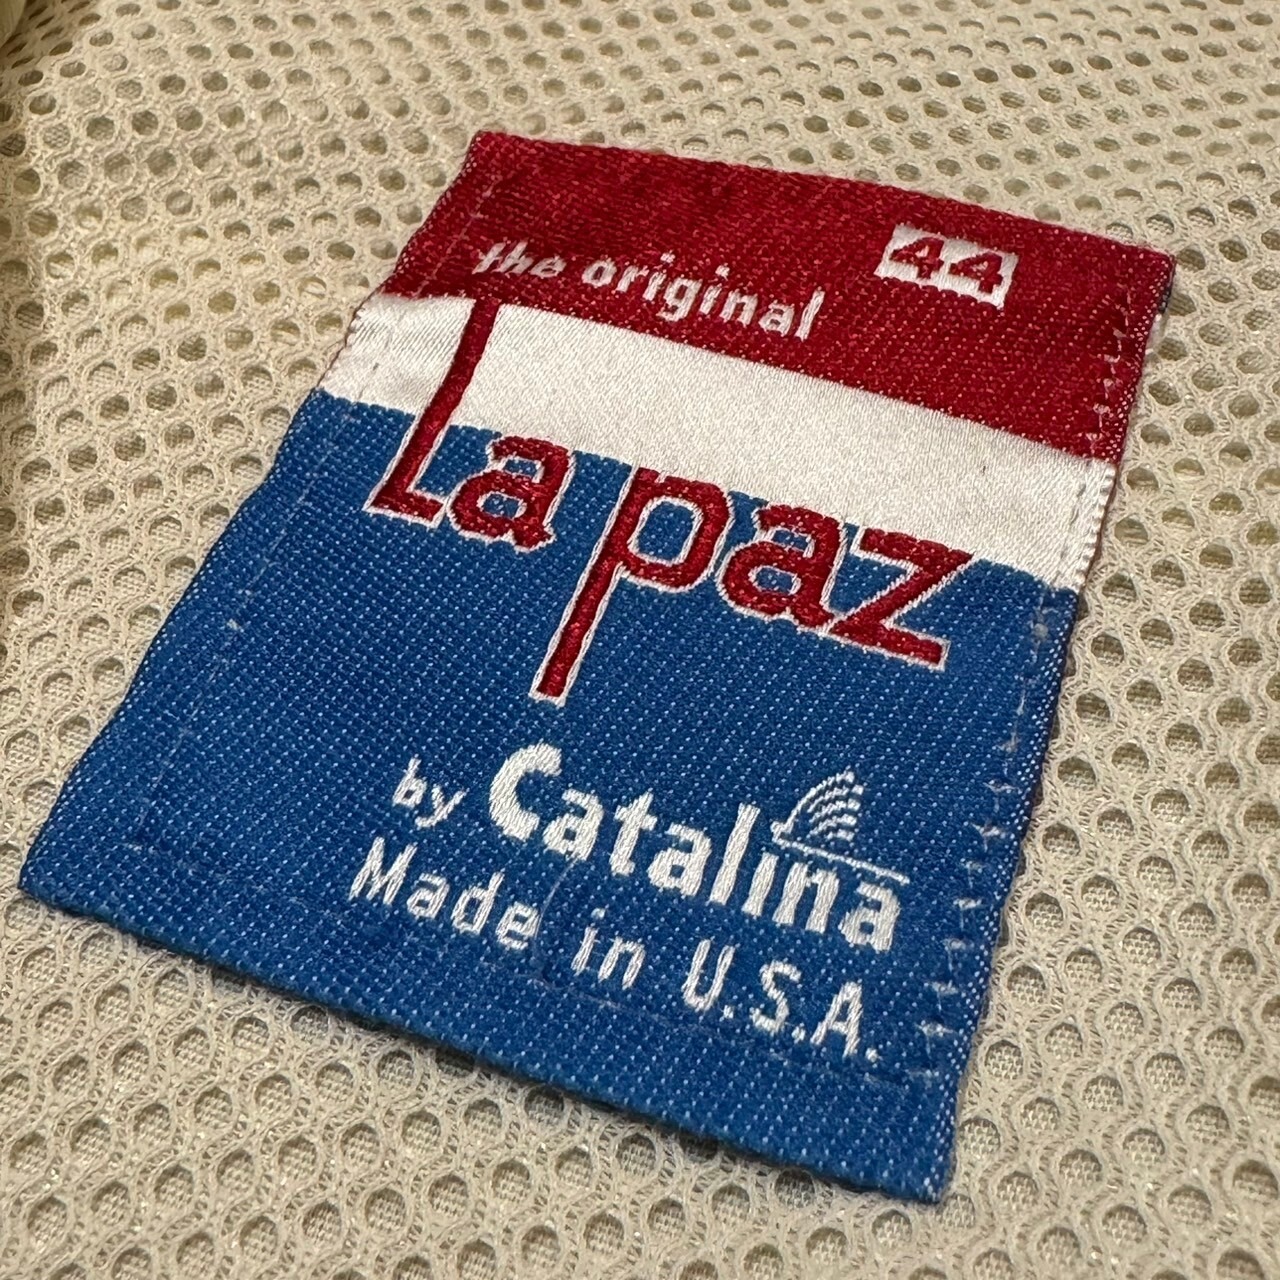 44
the original
La paz
by Catalina
Made in U.S.A.